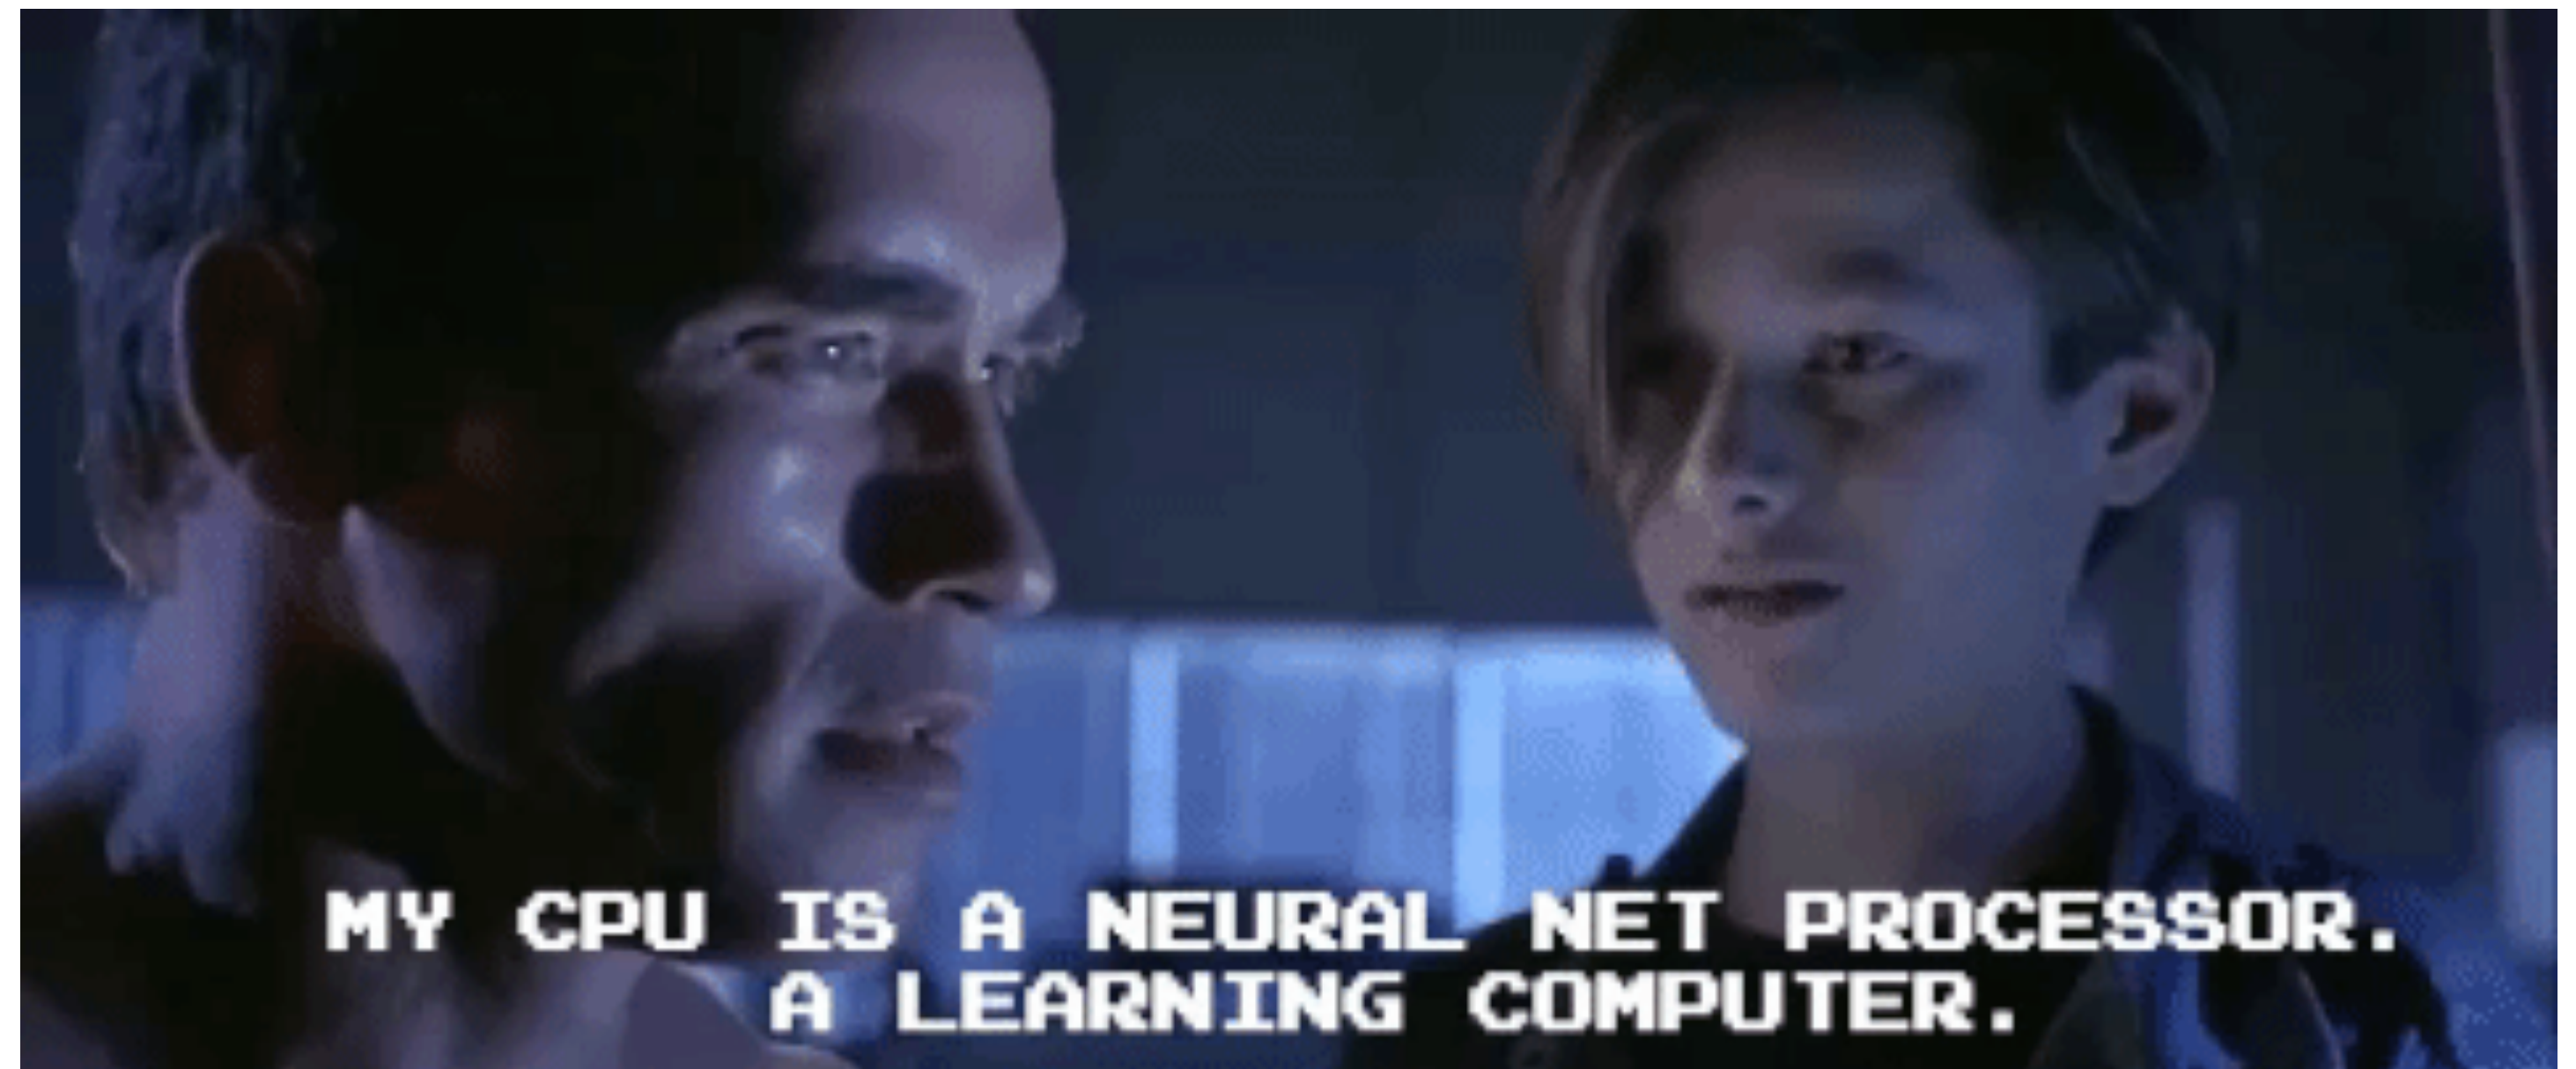 MY CPU IS A NEURAL NET PROCESSOR.
A LEARNING COMPUTER.